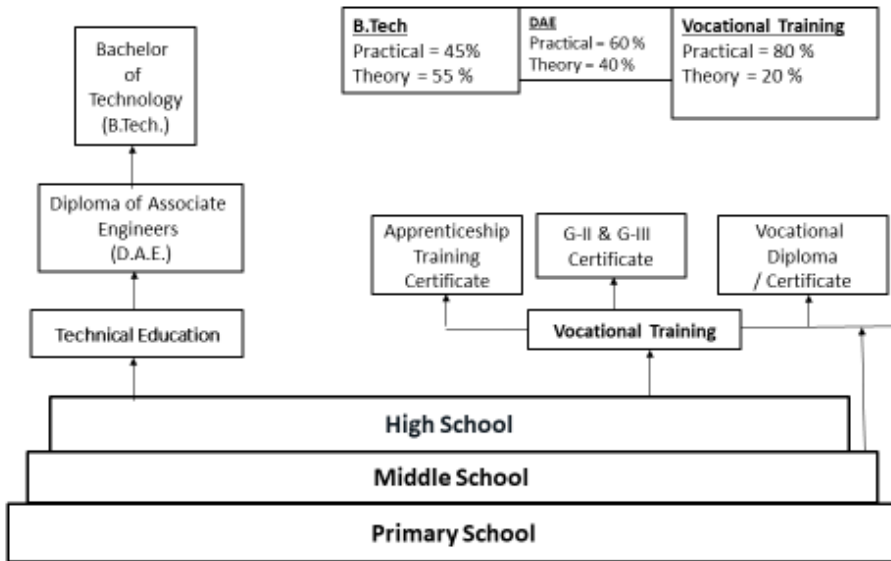 Bachelor
of
Technology
(B.Tech.)
B.Tech
Practical = 45%
Theory = 55 %
DAE
Practical = 60 %
Theory = 40 %
Vocational Training
Practical = 80 %
Theory = 20 %
Diploma of Associate
Engineers
(D.A.E.)
Apprenticeship
Training
Certificate
G-II & G-III
Certificate
Vocational
Diploma
/ Certificate
Technical Education
Vocational Training
High School
Middle School
Primary School